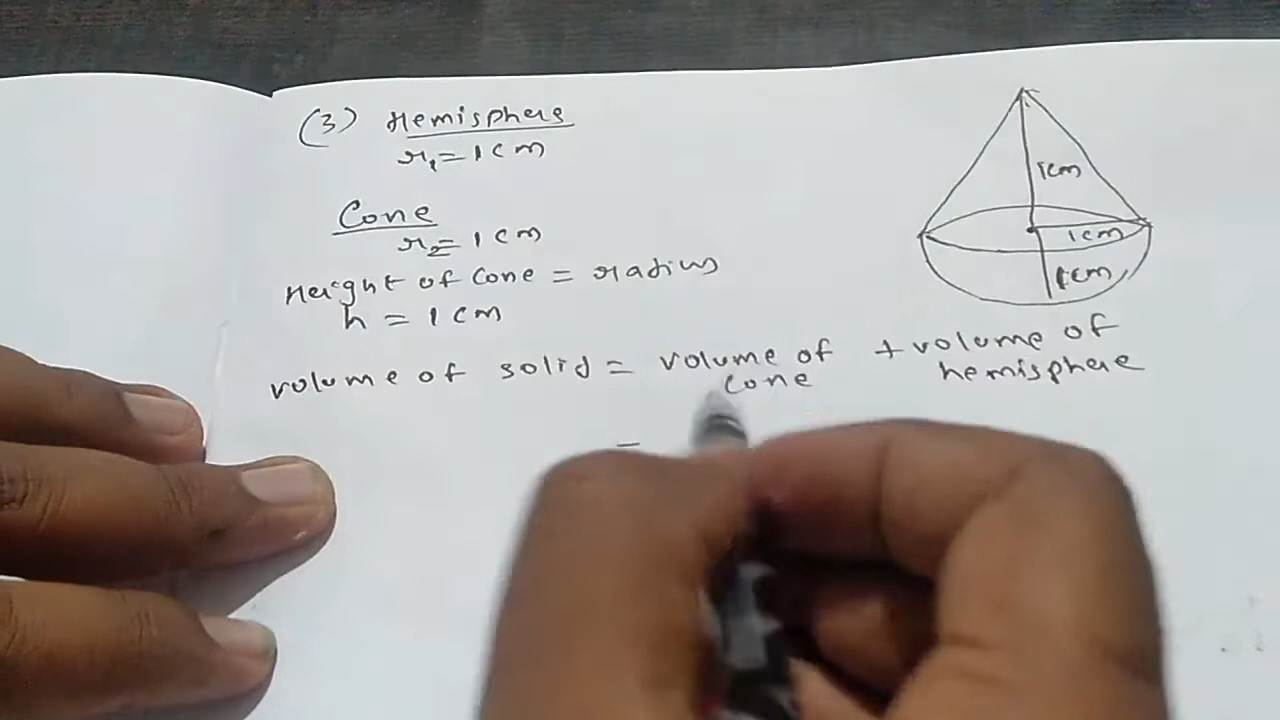 (3) Hemisphere
r₁ = 1 cm
Cone
r₂ = 1 cm
Height of Cone = radius
h = 1 cm
volume of solid = volume of cone + volume of hemisphere
=
1cm
1cm
1cm